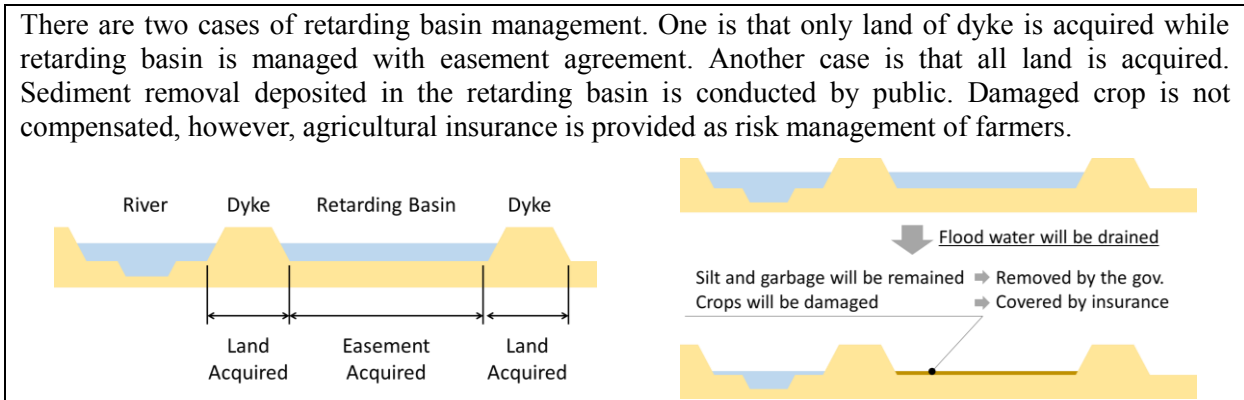 There are two cases of retarding basin management. One is that only land of dyke is acquired while
retarding basin is managed with easement agreement. Another case is that all land is acquired.
Sediment removal deposited in the retarding basin is conducted by public. Damaged crop is not
compensated, however, agricultural insurance is provided as risk management of farmers.
River Dyke Retarding Basin Dyke
Land Acquired Easement Acquired Land Acquired
Flood water will be drained
Silt and garbage will be remained Removed by the gov.
Crops will be damaged Covered by insurance